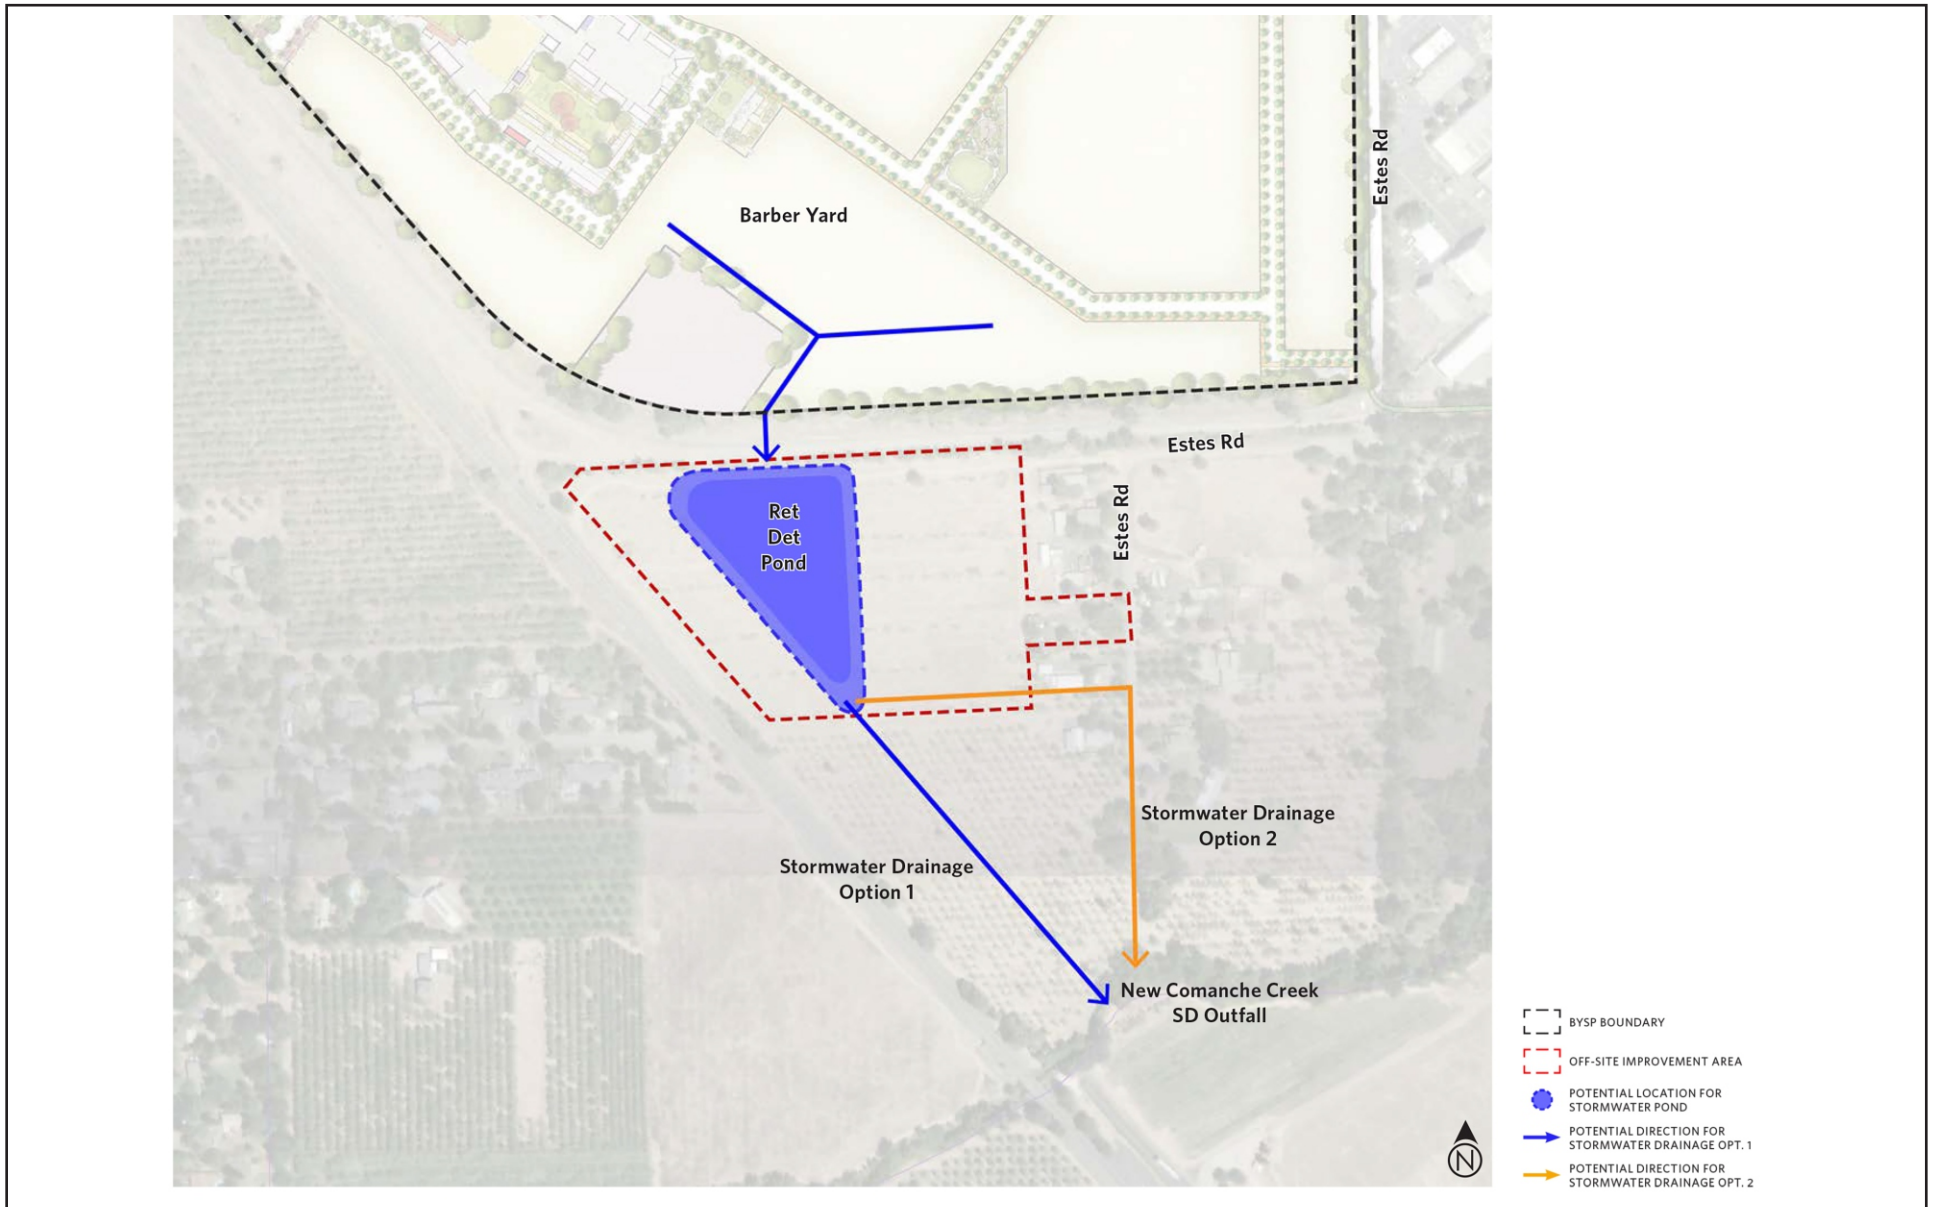 Estes Rd
Barber Yard
Estes Rd
Estes Rd
Ret
Det
Pond
Stormwater Drainage
Option 2
Stormwater Drainage
Option 1
New Comanche Creek
SD Outfall
BYSP BOUNDARY
OFF-SITE IMPROVEMENT AREA
POTENTIAL LOCATION FOR
STORMWATER POND
POTENTIAL DIRECTION FOR
STORMWATER DRAINAGE OPT. 1
POTENTIAL DIRECTION FOR
STORMWATER DRAINAGE OPT. 2
N